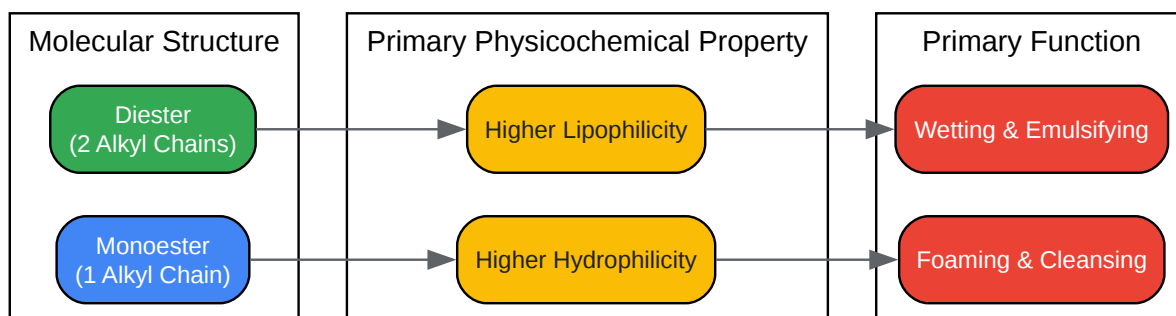 Molecular Structure
Diester
(2 Alkyl Chains)
Monoester
(1 Alkyl Chain)
Primary Physicochemical Property
Higher Lipophilicity
Higher Hydrophilicity
Primary Function
Wetting & Emulsifying
Foaming & Cleansing